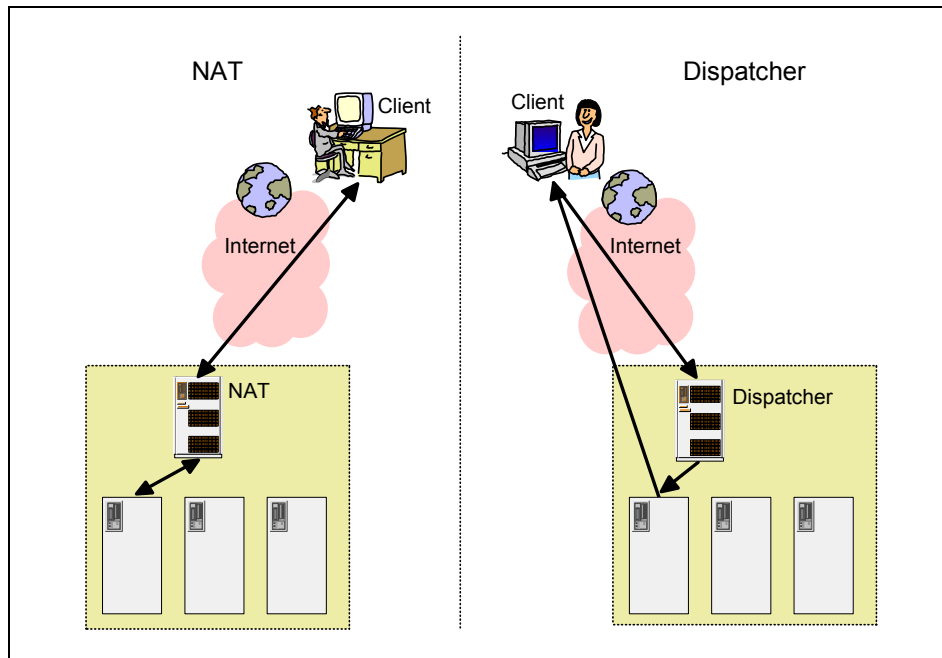 NAT
Client
Internet
NAT
Dispatcher
Client
Internet
Dispatcher